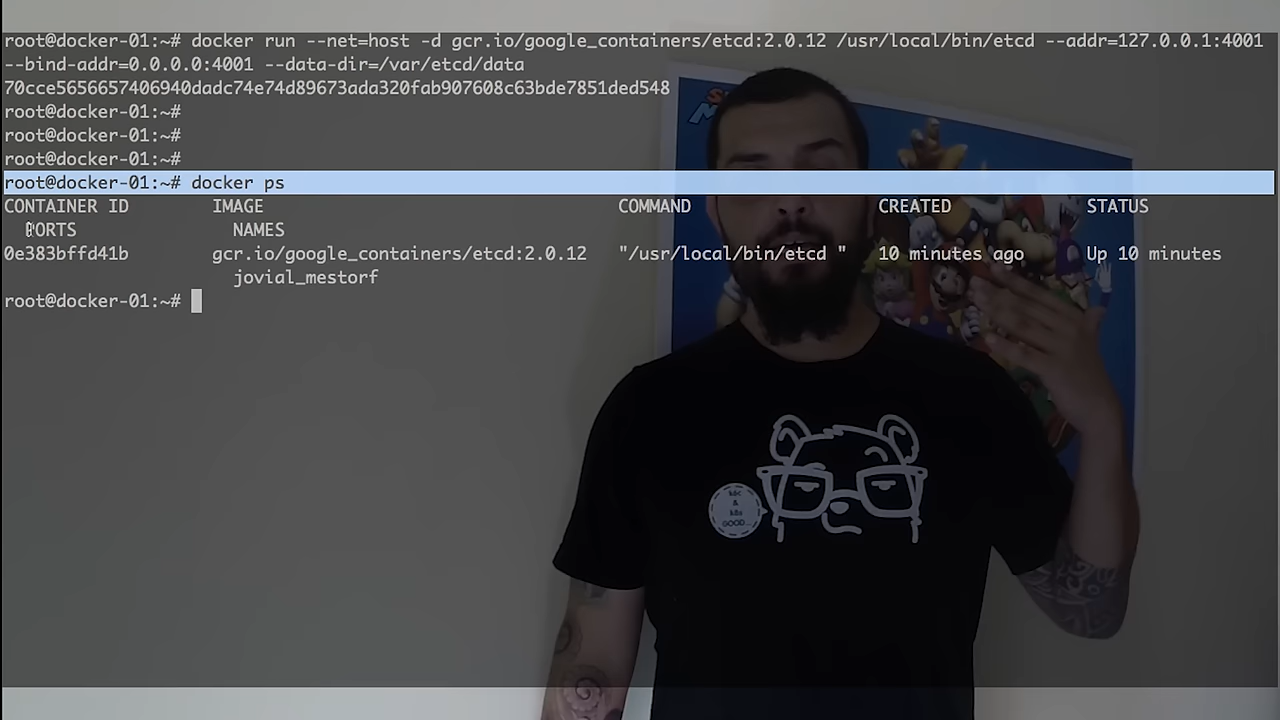 root@docker-01:~# docker run --net=host -d gcr.io/google_containers/etcd:2.0.12 /usr/local/bin/etcd --addr=127.0.0.1:4001
--bind-addr=0.0.0.0:4001 --data-dir=/var/etcd/data
70cce5656657406940dadc74e74d89673ada320fab907608c63bde7851ded548
root@docker-01:~#
root@docker-01:~#
root@docker-01:~#
root@docker-01:~# docker ps
CONTAINER ID IMAGE COMMAND CREATED STATUS
PORTS NAMES
0e383bffd41b gcr.io/google_containers/etcd:2.0.12 "/usr/local/bin/etcd " 10 minutes ago Up 10 minutes
jovial_mestorf
root@docker-01:~#
&
k8s
GOOD...